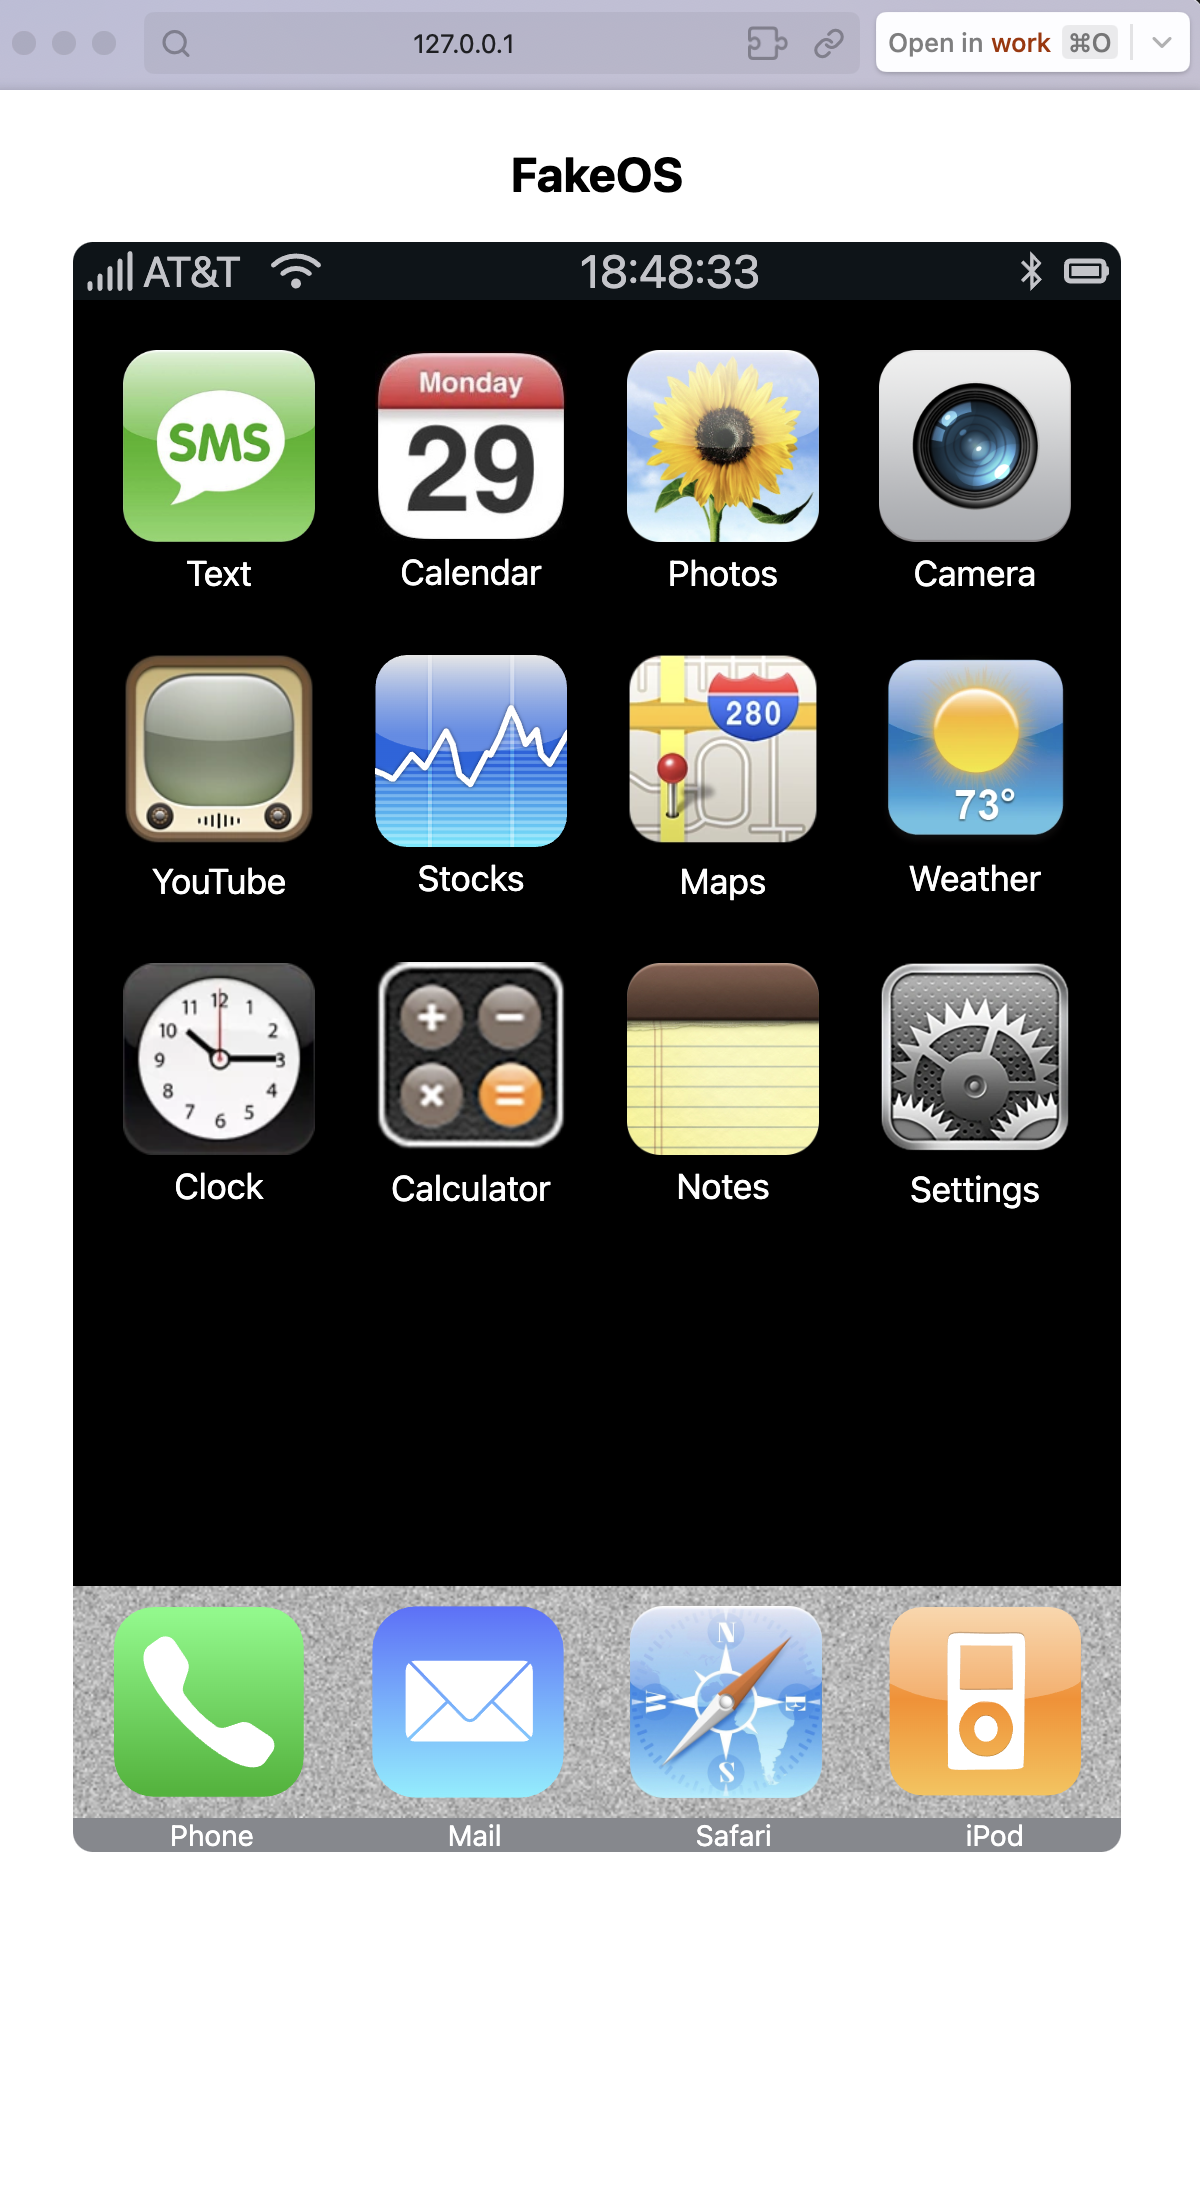 127.0.0.1
Open in work ⌘O
FakeOS
AT&T 18:48:33
SMS
Monday
29
Text Calendar Photos Camera
280
73°
YouTube Stocks Maps Weather
12
11 1
10 2
9 3
8 4
7 5
6
+ −
× =
Clock Calculator Notes Settings
N
W E
S
Phone Mail Safari iPod